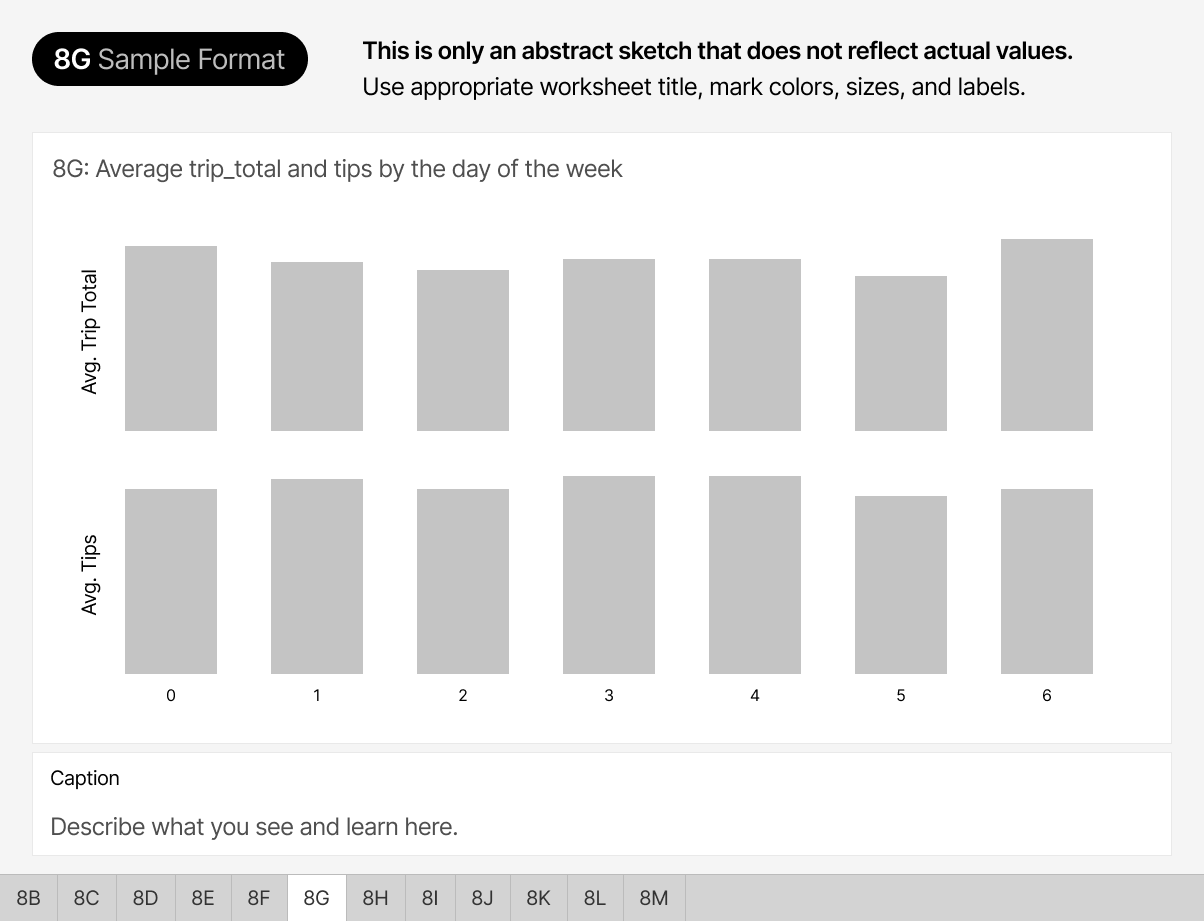 8G Sample Format
This is only an abstract sketch that does not reflect actual values.
Use appropriate worksheet title, mark colors, sizes, and labels.
8G: Average trip_total and tips by the day of the week
Avg. Trip Total
Avg. Tips
0 1 2 3 4 5 6
Caption
Describe what you see and learn here.
8B 8C 8D 8E 8F 8G 8H 8I 8J 8K 8L 8M